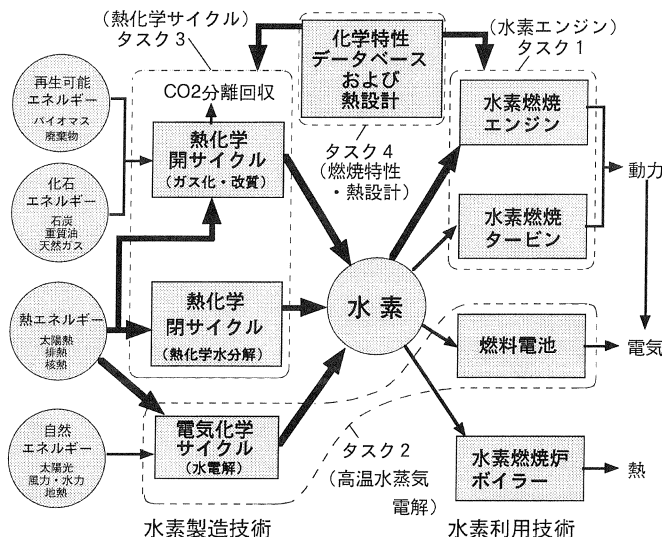 (熱化学サイクル)
タスク3
化学特性
データベース
および
熱設計
(水素エンジン)
タスク1
再生可能
エネルギー
バイオマス
廃棄物
CO2分離回収
熱化学
開サイクル
(ガス化・改質)
水素燃焼
エンジン
タスク4
(燃焼特性
・熱設計)
化石
エネルギー
石炭
重質油
天然ガス
動力
水素燃焼
タービン
熱エネルギー
太陽熱
排熱
核熱
熱化学
閉サイクル
(熱化学水分解)
水素
燃料電池
電気
自然
エネルギー
太陽光
風力・水力
地熱
電気化学
サイクル
(水電解)
タスク2
(高温水蒸気
電解)
水素燃焼炉
ボイラー
熱
水素製造技術
水素利用技術